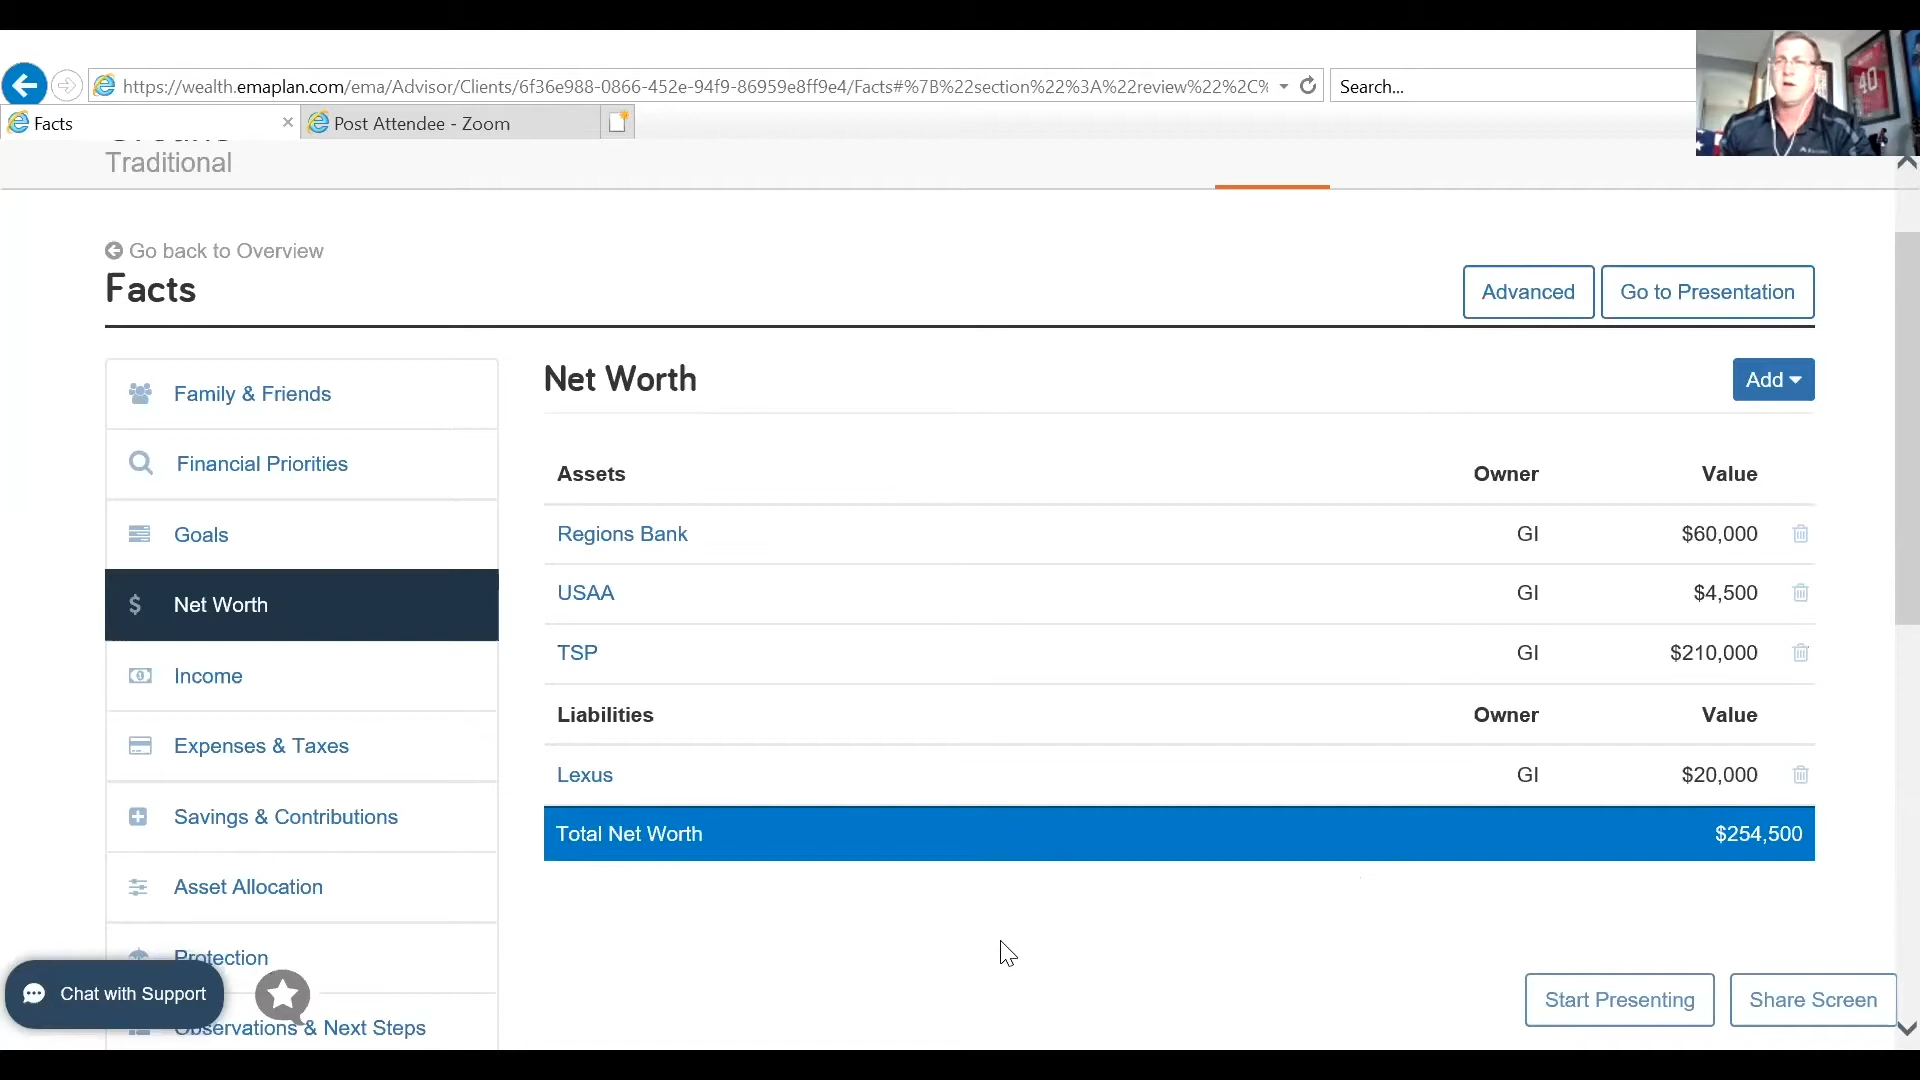 https://wealth.emaplan.com/ema/Advisor/Clients/6f36e988-0866-452e-94f9-86959e8ff9e4/Facts#%7B%22section%22%3A%22review%22%2C%
Search...
Facts
Post Attendee - Zoom
Traditional
Go back to Overview
Facts
Advanced
Go to Presentation
Family & Friends
Financial Priorities
Goals
Net Worth
Income
Expenses & Taxes
Savings & Contributions
Asset Allocation
Protection
Observations & Next Steps
Net Worth
Add
Assets Owner Value
Regions Bank GI $60,000
USAA GI $4,500
TSP GI $210,000
Liabilities Owner Value
Lexus GI $20,000
Total Net Worth $254,500
Chat with Support
Start Presenting
Share Screen
40